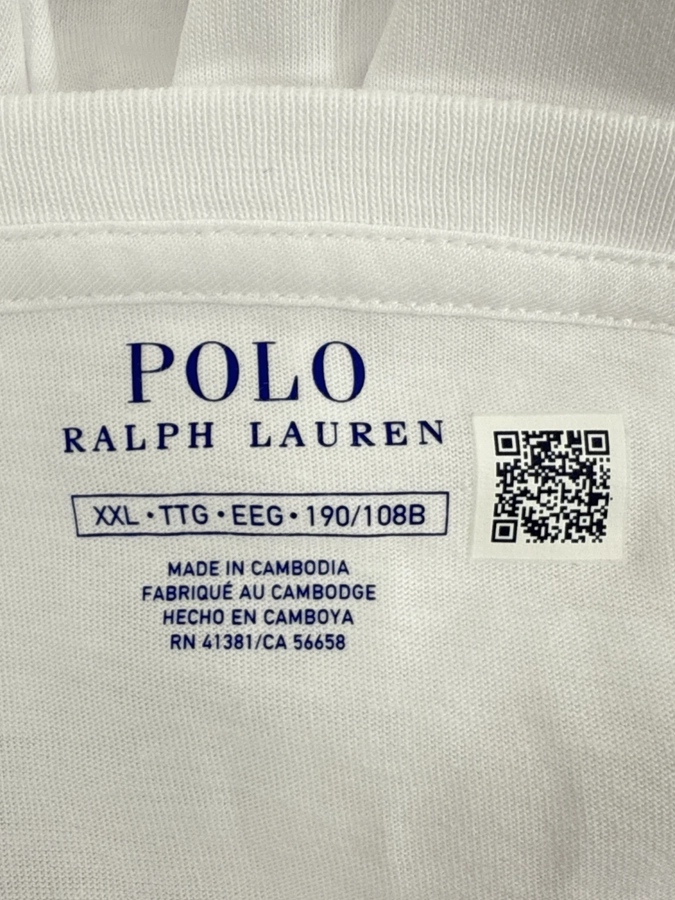 POLO
RALPH LAUREN
XXL • TTG • EEG • 190/108B
MADE IN CAMBODIA
FABRIQUÉ AU CAMBODGE
HECHO EN CAMBOYA
RN 41381/CA 56658